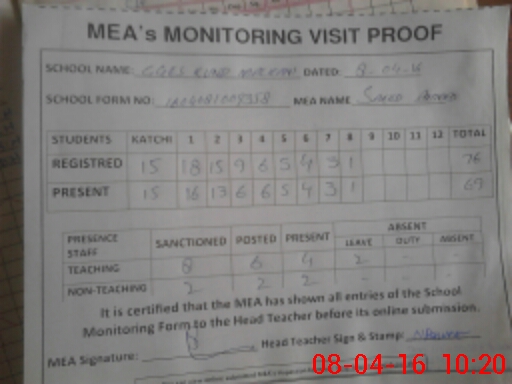 MEA's MONITORING VISIT PROOF
SCHOOL NAME: GGES DATED: 8-04-16
SCHOOL FORM NO: MEA NAME
STUDENTS KATCHI 1 2 3 4 5 6 7 8 9 10 11 12 TOTAL
REGISTRED 15 18 15 9 6 5 4 3 1 76
PRESENT 15 16 13 6 6 5 4 3 1 69
PRESENCE STAFF SANCTIONED POSTED PRESENT ABSENT
LEAVE DUTY ABSENT
TEACHING 8 6 4 2 - -
NON-TEACHING 2 2 2 - - -
It is certified that the MEA has shown all entries of the School
Monitoring Form to the Head Teacher before its online submission.
MEA Signature: Head Teacher Sign & Stamp:
08-04-16 10:20